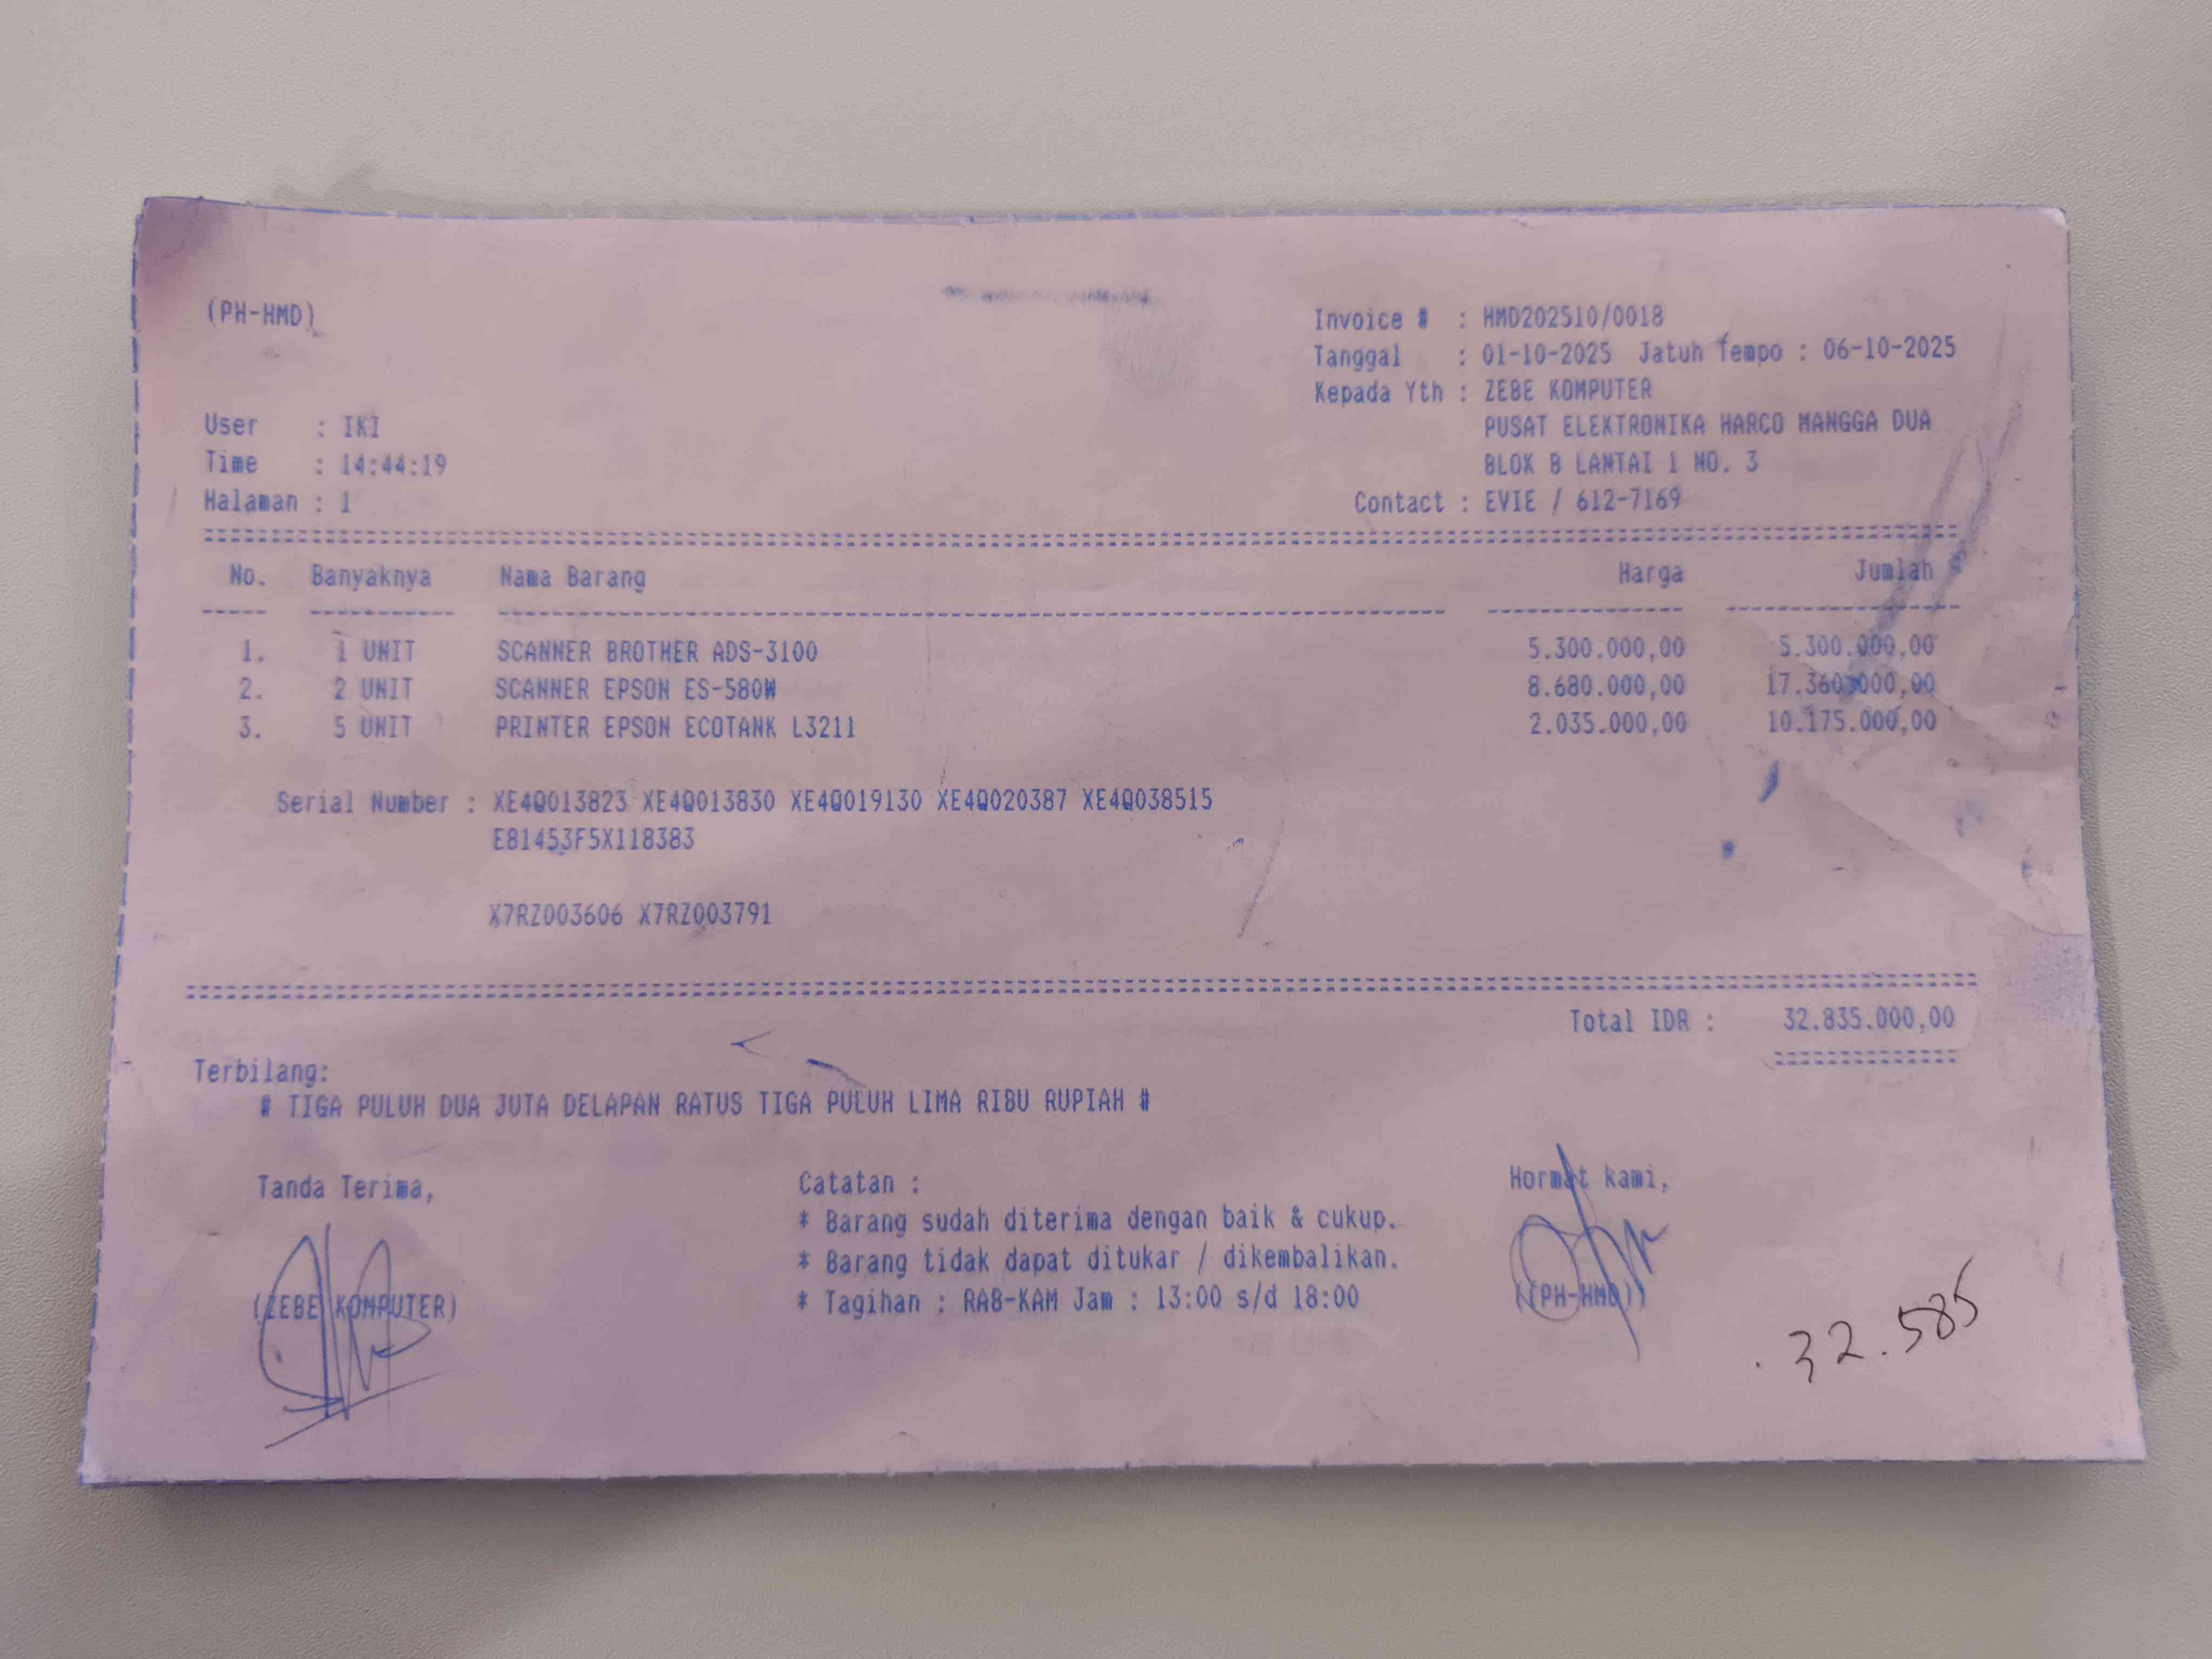 (PH-HMD)
Invoice # : HMD202510/0018
Tanggal : 01-10-2025 Jatuh Tempo : 06-10-2025
Kepada Yth : ZEBE KOMPUTER
PUSAT ELEKTRONIKA HARCO MANGGA DUA
BLOK B LANTAI 1 NO. 3
Contact : EVIE / 612-7169
User : IKI
Time : 14:44:19
Halaman : 1
No. Banyaknya Nama Barang Harga Jumlah
1. 1 UNIT SCANNER BROTHER ADS-3100 5.300.000,00 5.300.000,00
2. 2 UNIT SCANNER EPSON ES-580W 8.680.000,00 17.360.000,00
3. 5 UNIT PRINTER EPSON ECOTANK L3211 2.035.000,00 10.175.000,00
Serial Number : XE4Q013823 XE4Q013830 XE4Q019130 XE4Q020387 XE4Q038515
E81453F5X118383
X7RZ003606 X7RZ003791
Total IDR : 32.835.000,00
Terbilang:
# TIGA PULUH DUA JUTA DELAPAN RATUS TIGA PULUH LIMA RIBU RUPIAH #
Tanda Terima,
(ZEBE KOMPUTER)
Catatan :
* Barang sudah diterima dengan baik & cukup.
* Barang tidak dapat ditukar / dikembalikan.
* Tagihan : RAB-KAM Jam : 13:00 s/d 18:00
Hormat kami,
(PH-HMD)
32.585